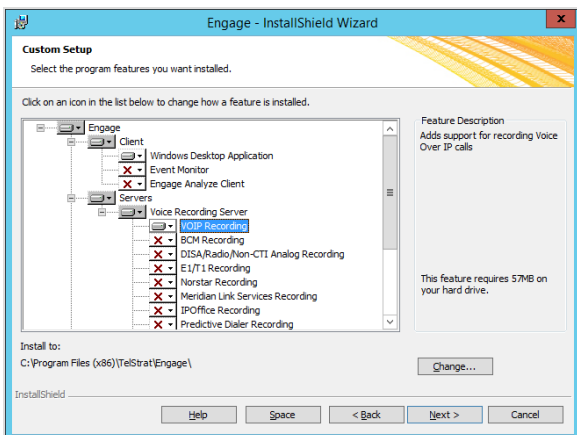 Engage - InstallShield Wizard
x
Custom Setup
Select the program features you want installed.
Click on an icon in the list below to change how a feature is installed.
Engage
Client
Windows Desktop Application
Event Monitor
Engage Analyze Client
Servers
Voice Recording Server
VOIP Recording
BCM Recording
DISA/Radio/Non-CTI Analog Recording
E1/T1 Recording
Norstar Recording
Meridian Link Services Recording
IPOffice Recording
Predictive Dialer Recording
Feature Description
Adds support for recording Voice
Over IP calls
This feature requires 57MB on
your hard drive.
Install to:
C:\Program Files (x86)\TelStrat\Engage\
Change...
InstallShield
Help
Space
< Back
Next >
Cancel